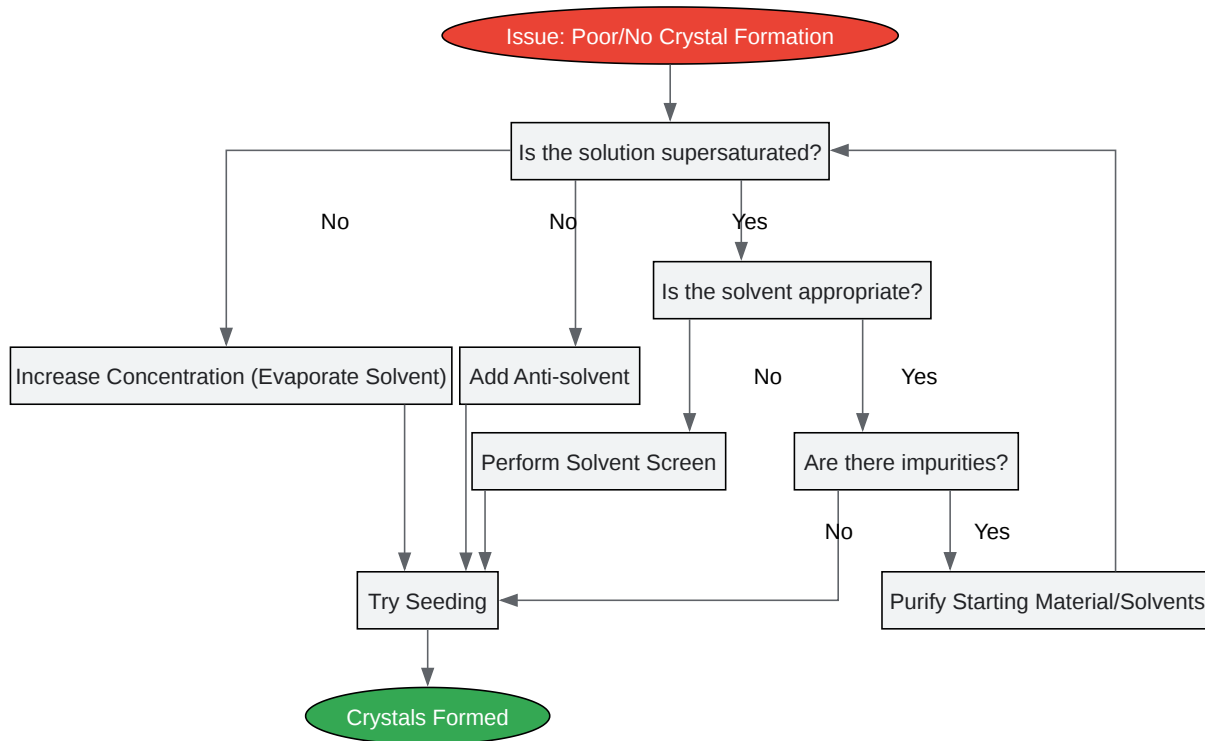 Issue: Poor/No Crystal Formation
Is the solution supersaturated?
No
No
Yes
Is the solvent appropriate?
Increase Concentration (Evaporate Solvent)
Add Anti-solvent
No
Yes
Perform Solvent Screen
Are there impurities?
No
Yes
Try Seeding
Purify Starting Material/Solvents
Crystals Formed